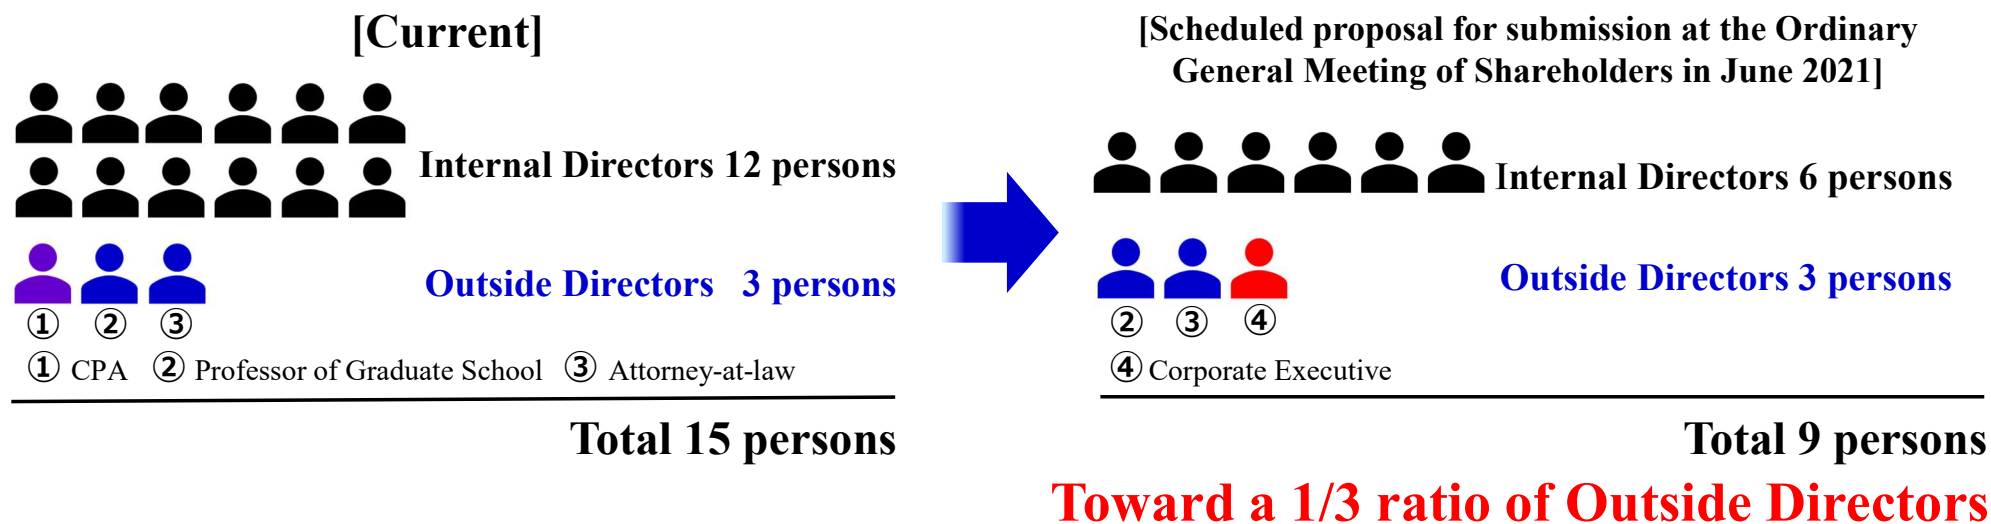 [Current]
Internal Directors 12 persons
Outside Directors 3 persons
① ② ③
① CPA ② Professor of Graduate School ③ Attorney-at-law
Total 15 persons
[Scheduled proposal for submission at the Ordinary
General Meeting of Shareholders in June 2021]
Internal Directors 6 persons
Outside Directors 3 persons
② ③ ④
④ Corporate Executive
Total 9 persons
Toward a 1/3 ratio of Outside Directors